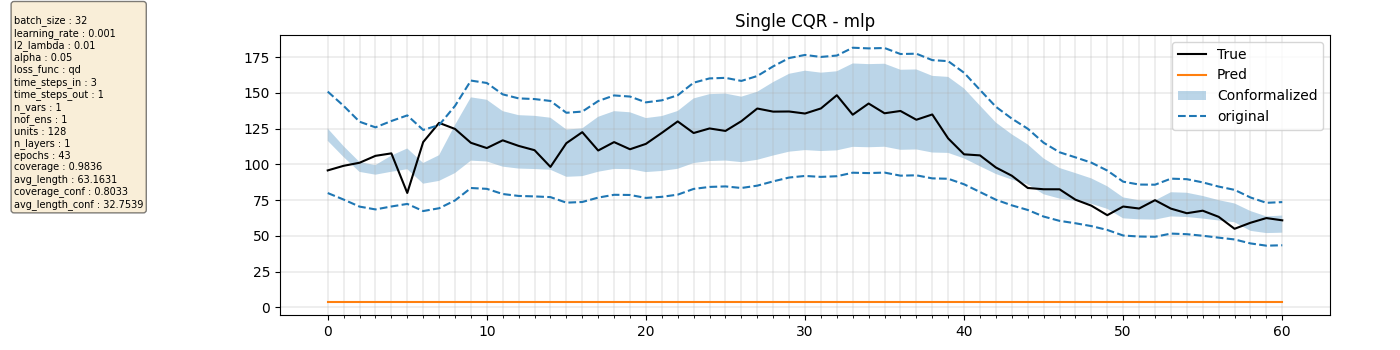 batch_size : 32
learning_rate : 0.001
l2_lambda : 0.01
alpha : 0.05
loss_func : qd
time_steps_in : 3
time_steps_out : 1
n_vars : 1
nof_ens : 1
units : 128
n_layers : 1
epochs : 43
coverage : 0.9836
avg_length : 63.1631
coverage_conf : 0.8033
avg_length_conf : 32.7539
Single CQR - mlp
True
Pred
Conformalized
original
175
150
125
100
75
50
25
0
0 10 20 30 40 50 60